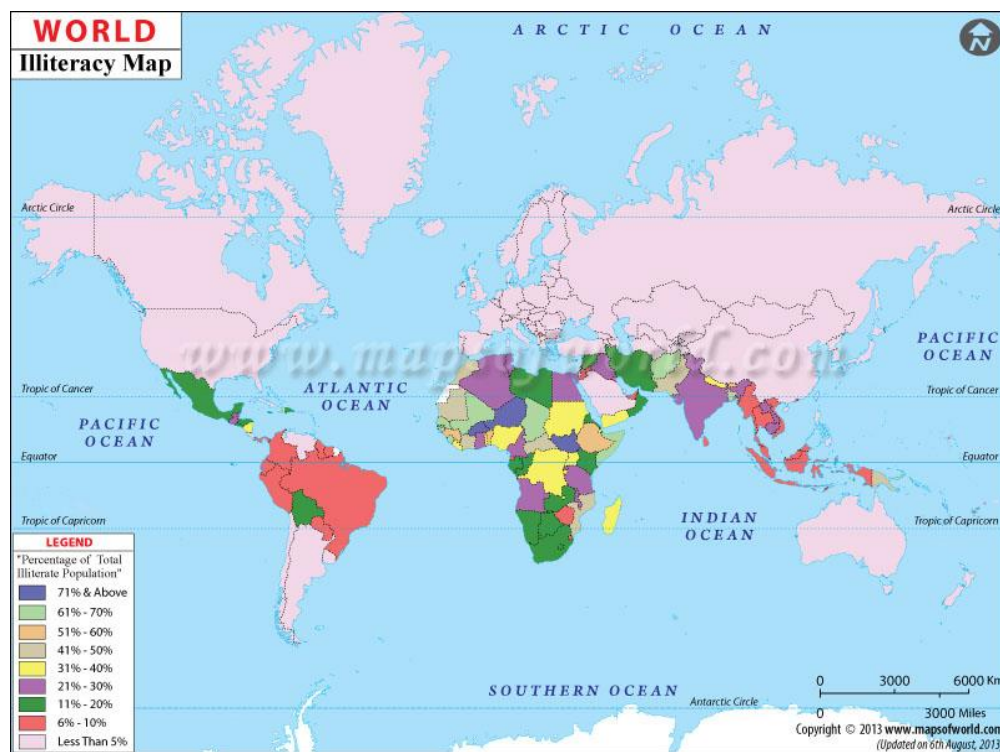 WORLD
Illiteracy Map
ARCTIC OCEAN
N
Arctic Circle
Arctic Circle
www.mapsofworld.com
PACIFIC
OCEAN
Tropic of Cancer
ATLANTIC
OCEAN
Tropic of Cancer
PACIFIC
OCEAN
Equator
Equator
Tropic of Capricorn
INDIAN
OCEAN
Tropic of Capricorn
LEGEND
"Percentage of Total
Illiterate Population"
71% & Above
61% - 70%
51% - 60%
41% - 50%
31% - 40%
21% - 30%
11% - 20%
6% - 10%
Less Than 5%
SOUTHERN OCEAN
Antarctic Circle
0 3000 6000 Km
0 3000 Miles
Copyright © 2013 www.mapsofworld.com
(Updated on 6th August, 2013)